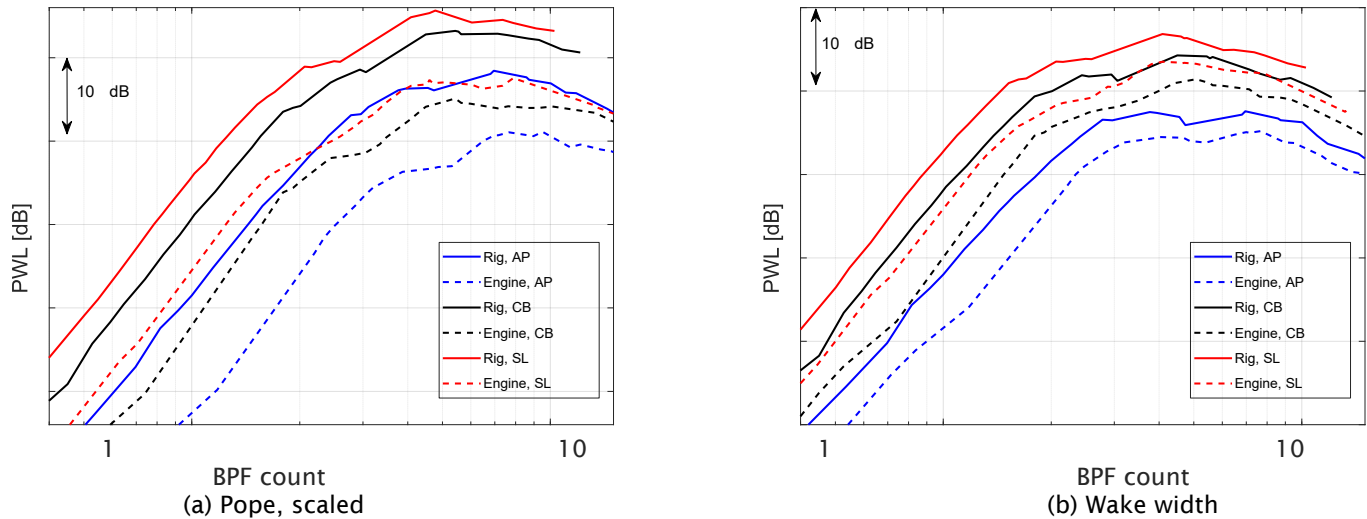 10 dB
PWL [dB]
Rig, AP
Engine, AP
Rig, CB
Engine, CB
Rig, SL
Engine, SL
1 10
BPF count
(a) Pope, scaled
10 dB
PWL [dB]
Rig, AP
Engine, AP
Rig, CB
Engine, CB
Rig, SL
Engine, SL
1 10
BPF count
(b) Wake width